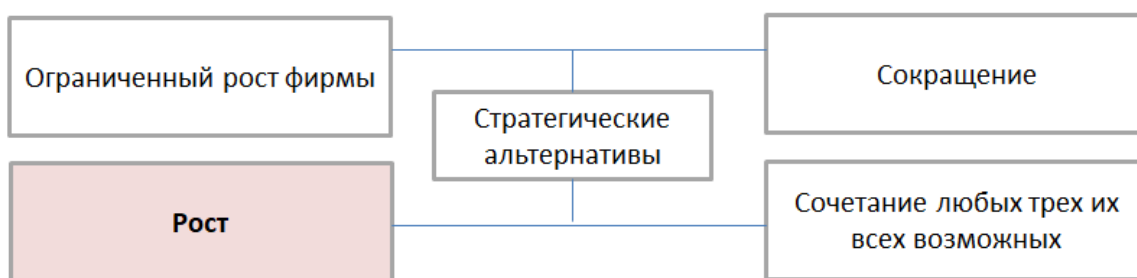 Ограниченный рост фирмы
Сокращение
Стратегические
альтернативы
Рост
Сочетание любых трех их
всех возможных